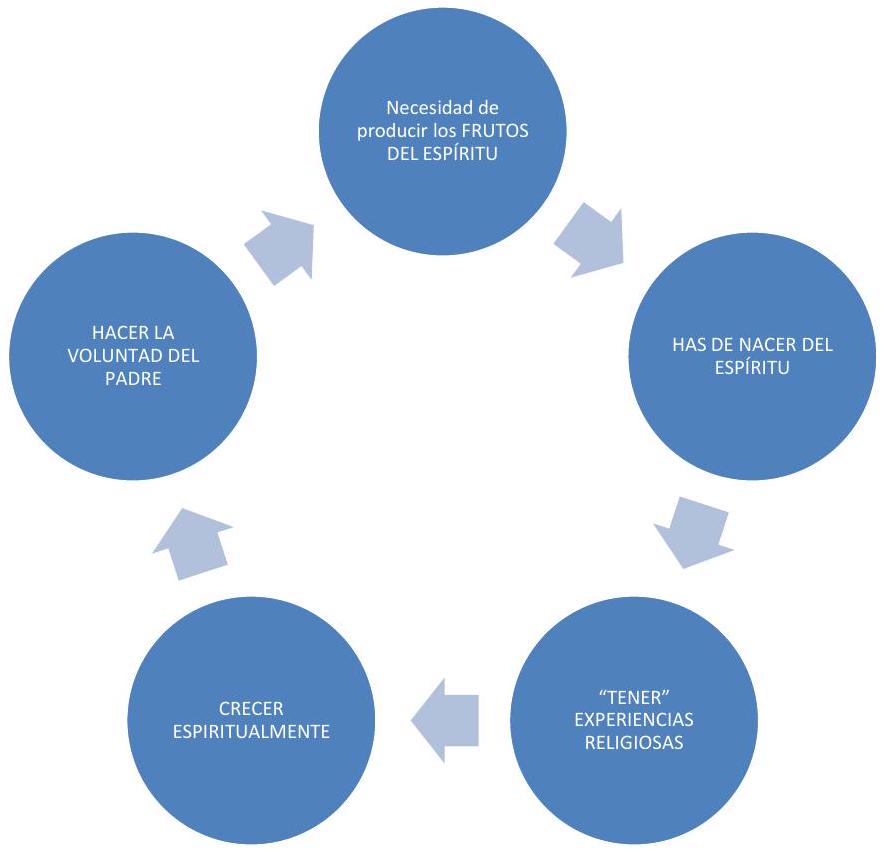 Necesidad de
producir los FRUTOS
DEL ESPÍRITU
HAS DE NACER DEL
ESPÍRITU
“TENER”
EXPERIENCIAS
RELIGIOSAS
CRECER
ESPIRITUALMENTE
HACER LA
VOLUNTAD DEL
PADRE